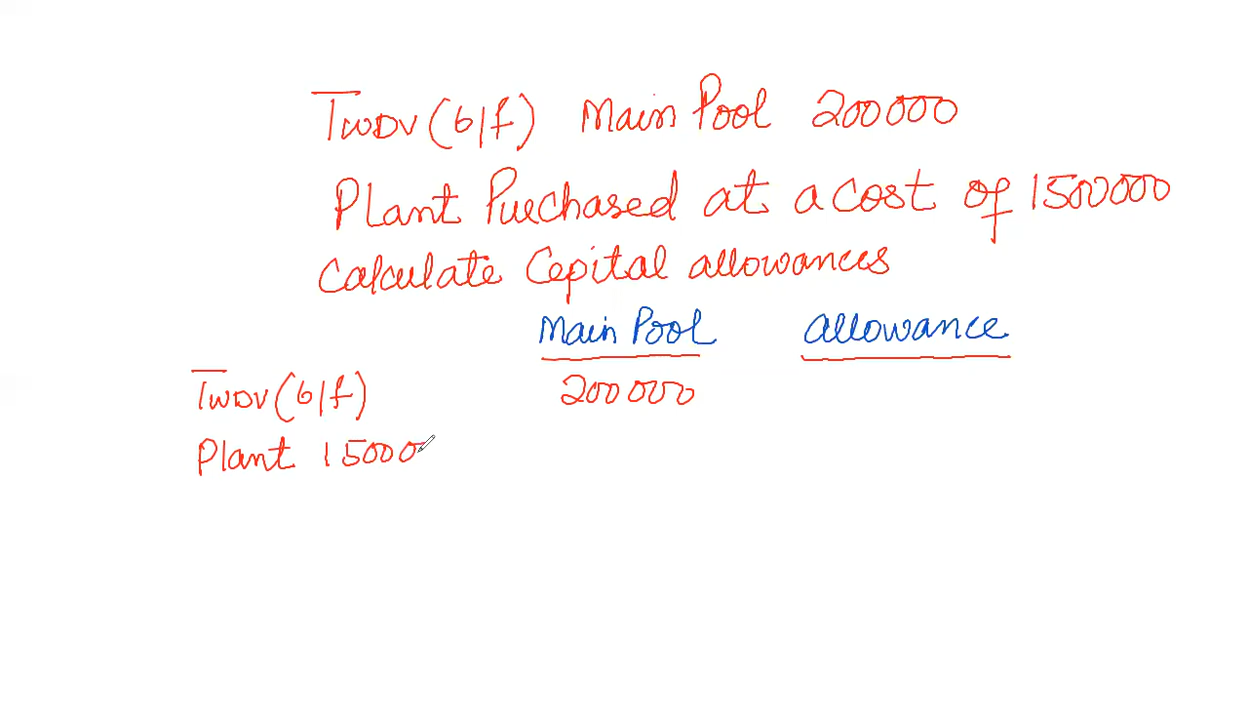 TWDV (b/f) Main Pool 200000
Plant Purchased at a cost of 1500000
Calculate Cepital allowances
Main Pool allowance
TWDV (b/f) 200000
Plant 15000